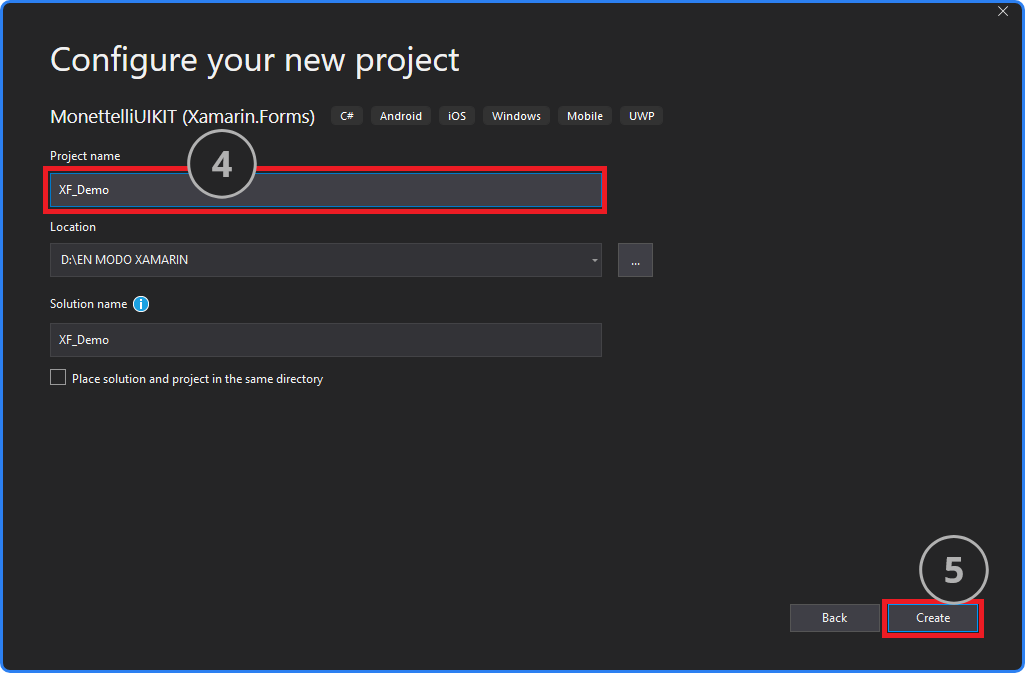 Configure your new project
MonettelliUIKIT (Xamarin.Forms) C# Android iOS Windows Mobile UWP
Project name
4
XF_Demo
Location
D:\EN MODO XAMARIN
...
Solution name i
XF_Demo
Place solution and project in the same directory
5
Back Create